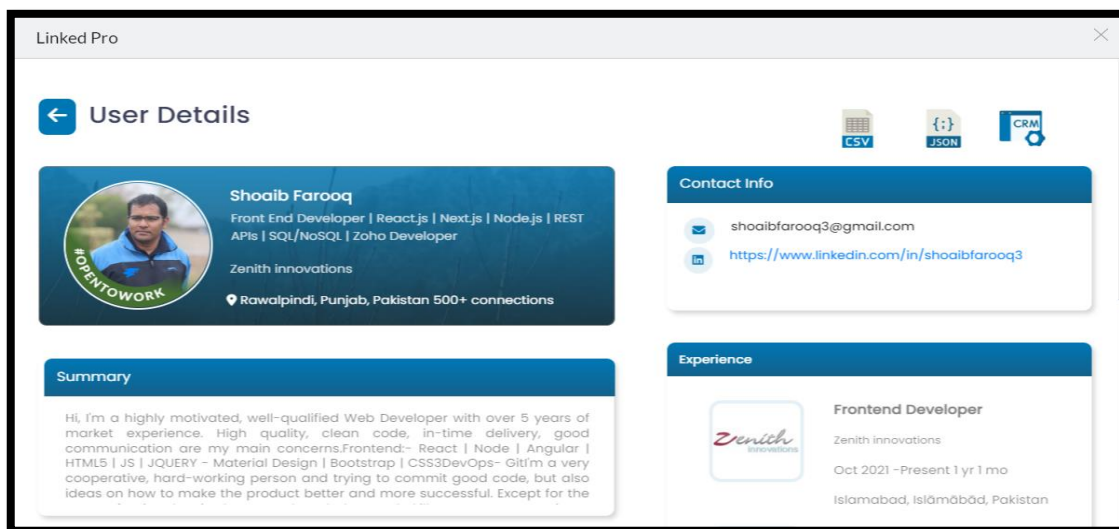 Linked Pro
User Details
CSV
{;}
JSON
CRM
Shoaib Farooq
Front End Developer | React.js | Next.js | Node.js | REST
APIs | SQL/NoSQL | Zoho Developer
Zenith innovations
Rawalpindi, Punjab, Pakistan 500+ connections
#OPENTOWORK
Contact Info
shoaibfarooq3@gmail.com
https://www.linkedin.com/in/shoaibfarooq3
Summary
Hi, I'm a highly motivated, well-qualified Web Developer with over 5 years of
market experience. High quality, clean code, in-time delivery, good
communication are my main concerns.Frontend:- React | Node | Angular |
HTML5 | JS | JQUERY - Material Design | Bootstrap | CSS3DevOps- GitI'm a very
cooperative, hard-working person and trying to commit good code, but also
ideas on how to make the product better and more successful. Except for the
Experience
Zenith
innovations
Frontend Developer
Zenith innovations
Oct 2021 -Present 1 yr 1 mo
Islamabad, Islāmābād, Pakistan